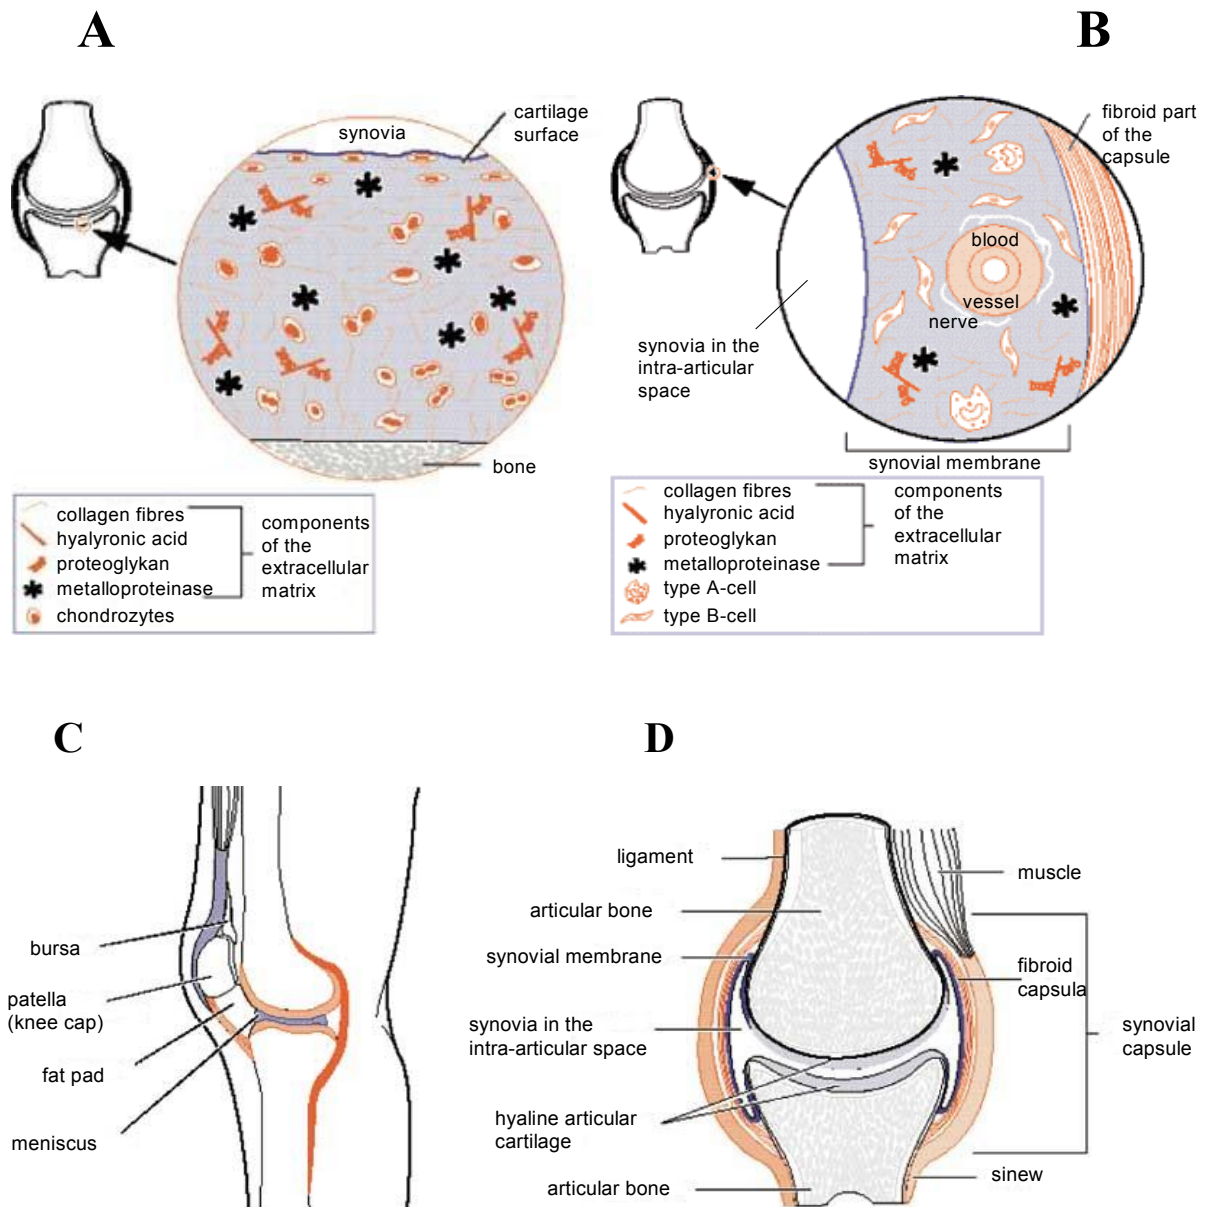 A
synovia
cartilage
surface
bone
collagen fibres
hyalyronic acid
proteoglykan
metalloproteinase
chondrozytes
components
of the
extracellular
matrix
B
fibroid part
of the
capsule
blood
vessel
nerve
synovia in the
intra-articular
space
synovial membrane
collagen fibres
hyalyronic acid
proteoglykan
metalloproteinase
type A-cell
type B-cell
components
of the
extracellular
matrix
C
bursa
patella
(knee cap)
fat pad
meniscus
D
ligament
articular bone
synovial membrane
synovia in the
intra-articular space
hyaline articular
cartilage
articular bone
muscle
fibroid
capsula
synovial
capsule
sinew